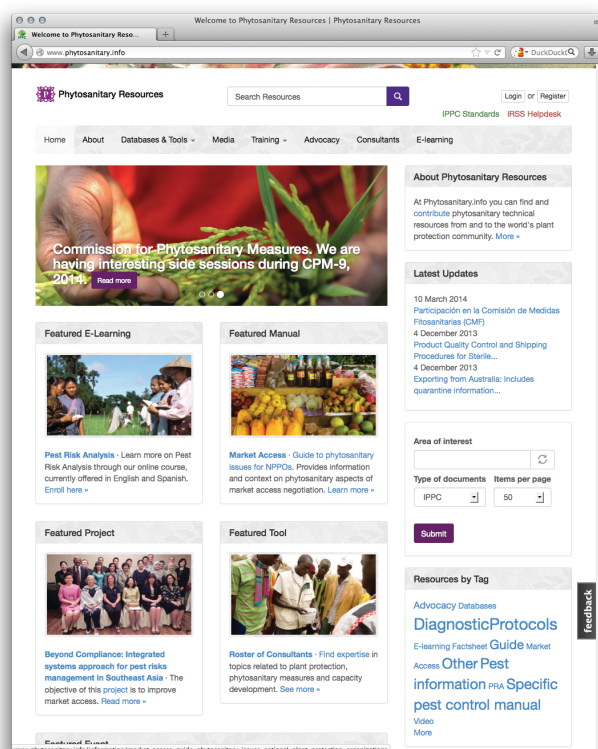 Welcome to Phytosanitary Resources | Phytosanitary Resources
Welcome to Phytosanitary Reso...
www.phytosanitary.info
DuckDuck
Phytosanitary Resources
Search Resources
Login or Register
IPPC Standards IRSS Helpdesk
Home About Databases & Tools Media Training Advocacy Consultants E-learning
Commission for Phytosanitary Measures. We are
having interesting side sessions during CPM-9,
2014. Read more
Featured E-Learning
Pest Risk Analysis · Learn more on Pest
Risk Analysis through our online course,
currently offered in English and Spanish.
Enroll here »
Featured Manual
Market Access · Guide to phytosanitary
issues for NPPOs. Provides information
and context on phytosanitary aspects of
market access negotiation. Learn more »
Featured Project
Beyond Compliance: Integrated
systems approach for pest risks
management in Southeast Asia · The
objective of this project is to improve
market access. Read more »
Featured Tool
Roster of Consultants · Find expertise in
topics related to plant protection,
phytosanitary measures and capacity
development. See more »
Featured Event
About Phytosanitary Resources
At Phytosanitary.info you can find and
contribute phytosanitary technical
resources from and to the world's plant
protection community. More »
Latest Updates
10 March 2014
Participación en la Comisión de Medidas
Fitosanitarias (CMF)
4 December 2013
Product Quality Control and Shipping
Procedures for Sterile...
4 December 2013
Exporting from Australia: Includes
quarantine information...
Area of interest
Type of documents Items per page
IPPC 50
Submit
Resources by Tag
Advocacy Databases
DiagnosticProtocols
E-learning Factsheet Guide Market
Access Other Pest
information PRA Specific
pest control manual
Video
More
feedback